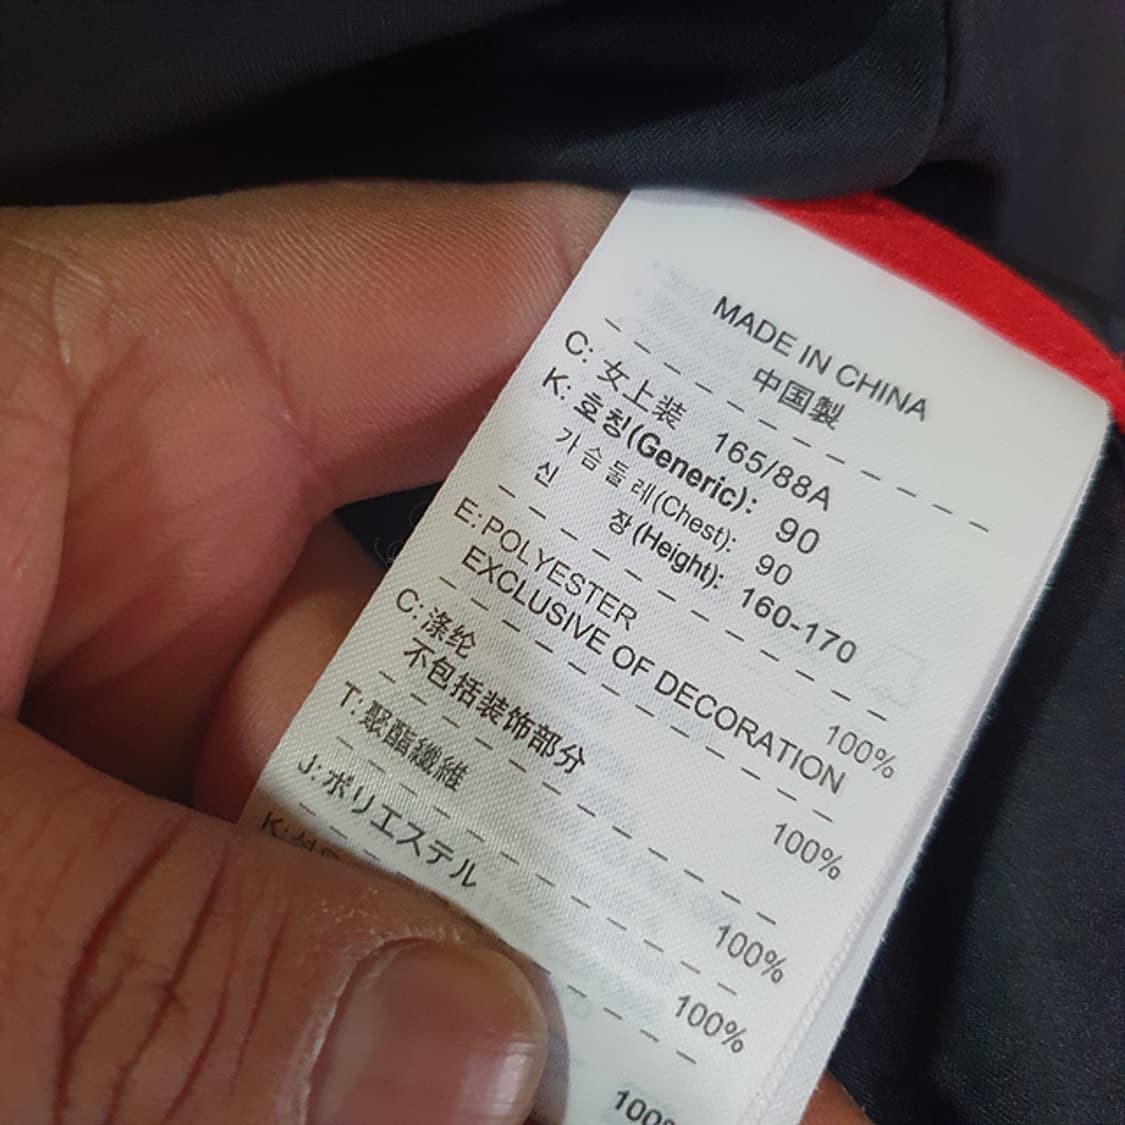 MADE IN CHINA
中国製
C: 女上装 165/88A
K: 호칭(Generic): 90
가슴둘레(Chest): 90
신 장(Height): 160-170
E: POLYESTER 100%
EXCLUSIVE OF DECORATION
C: 涤纶 100%
不包括装饰部分
T: 聚酯纖維 100%
J: ポリエステル 100%
K: 100%